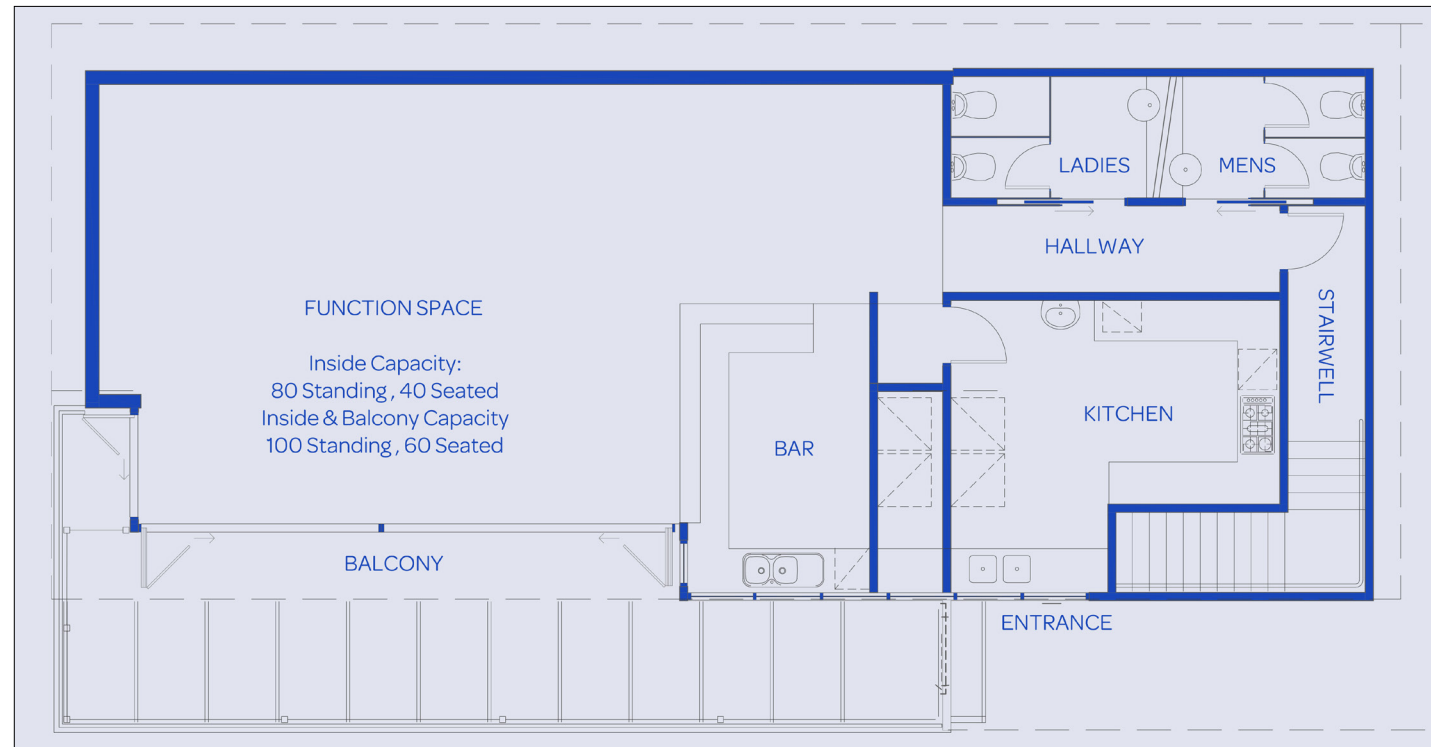 LADIES
MENS
HALLWAY
FUNCTION SPACE
Inside Capacity:
80 Standing , 40 Seated
Inside & Balcony Capacity
100 Standing , 60 Seated
STAIRWELL
KITCHEN
BAR
BALCONY
ENTRANCE